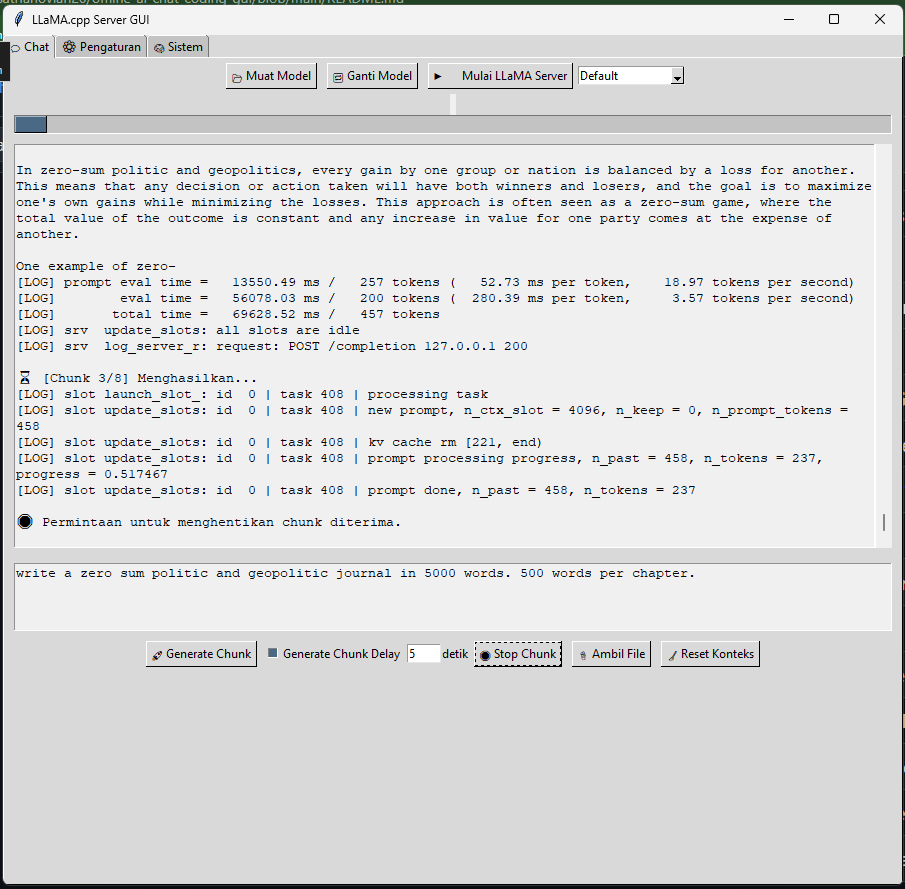 LLaMA.cpp Server GUI
Chat Pengaturan Sistem
Muat Model Ganti Model Mulai LLaMA Server Default
In zero-sum politic and geopolitics, every gain by one group or nation is balanced by a loss for another.
This means that any decision or action taken will have both winners and losers, and the goal is to maximize
one's own gains while minimizing the losses. This approach is often seen as a zero-sum game, where the
total value of the outcome is constant and any increase in value for one party comes at the expense of
another.
One example of zero-
[LOG] prompt eval time =   13550.49 ms /   257 tokens (   52.73 ms per token,    18.97 tokens per second)
[LOG]        eval time =   56078.03 ms /   200 tokens (  280.39 ms per token,     3.57 tokens per second)
[LOG]       total time =   69628.52 ms /   457 tokens
[LOG] srv  update_slots: all slots are idle
[LOG] srv  log_server_r: request: POST /completion 127.0.0.1 200
⏳ [Chunk 3/8] Menghasilkan...
[LOG] slot launch_slot_: id  0 | task 408 | processing task
[LOG] slot update_slots: id  0 | task 408 | new prompt, n_ctx_slot = 4096, n_keep = 0, n_prompt_tokens =
458
[LOG] slot update_slots: id  0 | task 408 | kv cache rm [221, end)
[LOG] slot update_slots: id  0 | task 408 | prompt processing progress, n_past = 458, n_tokens = 237,
progress = 0.517467
[LOG] slot update_slots: id  0 | task 408 | prompt done, n_past = 458, n_tokens = 237
Permintaan untuk menghentikan chunk diterima.
write a zero sum politic and geopolitic journal in 5000 words. 500 words per chapter.
Generate Chunk Generate Chunk Delay 5 detik Stop Chunk Ambil File Reset Konteks